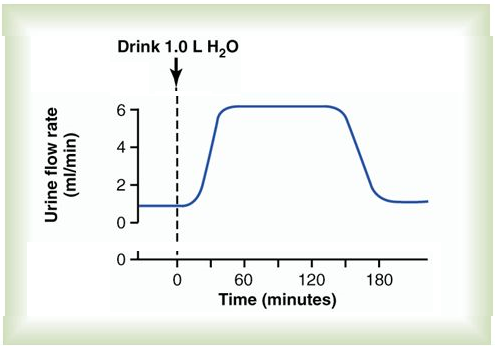 Drink 1.0 L H₂O
Urine flow rate
(ml/min)
6
4
2
0
0
0 60 120 180
Time (minutes)